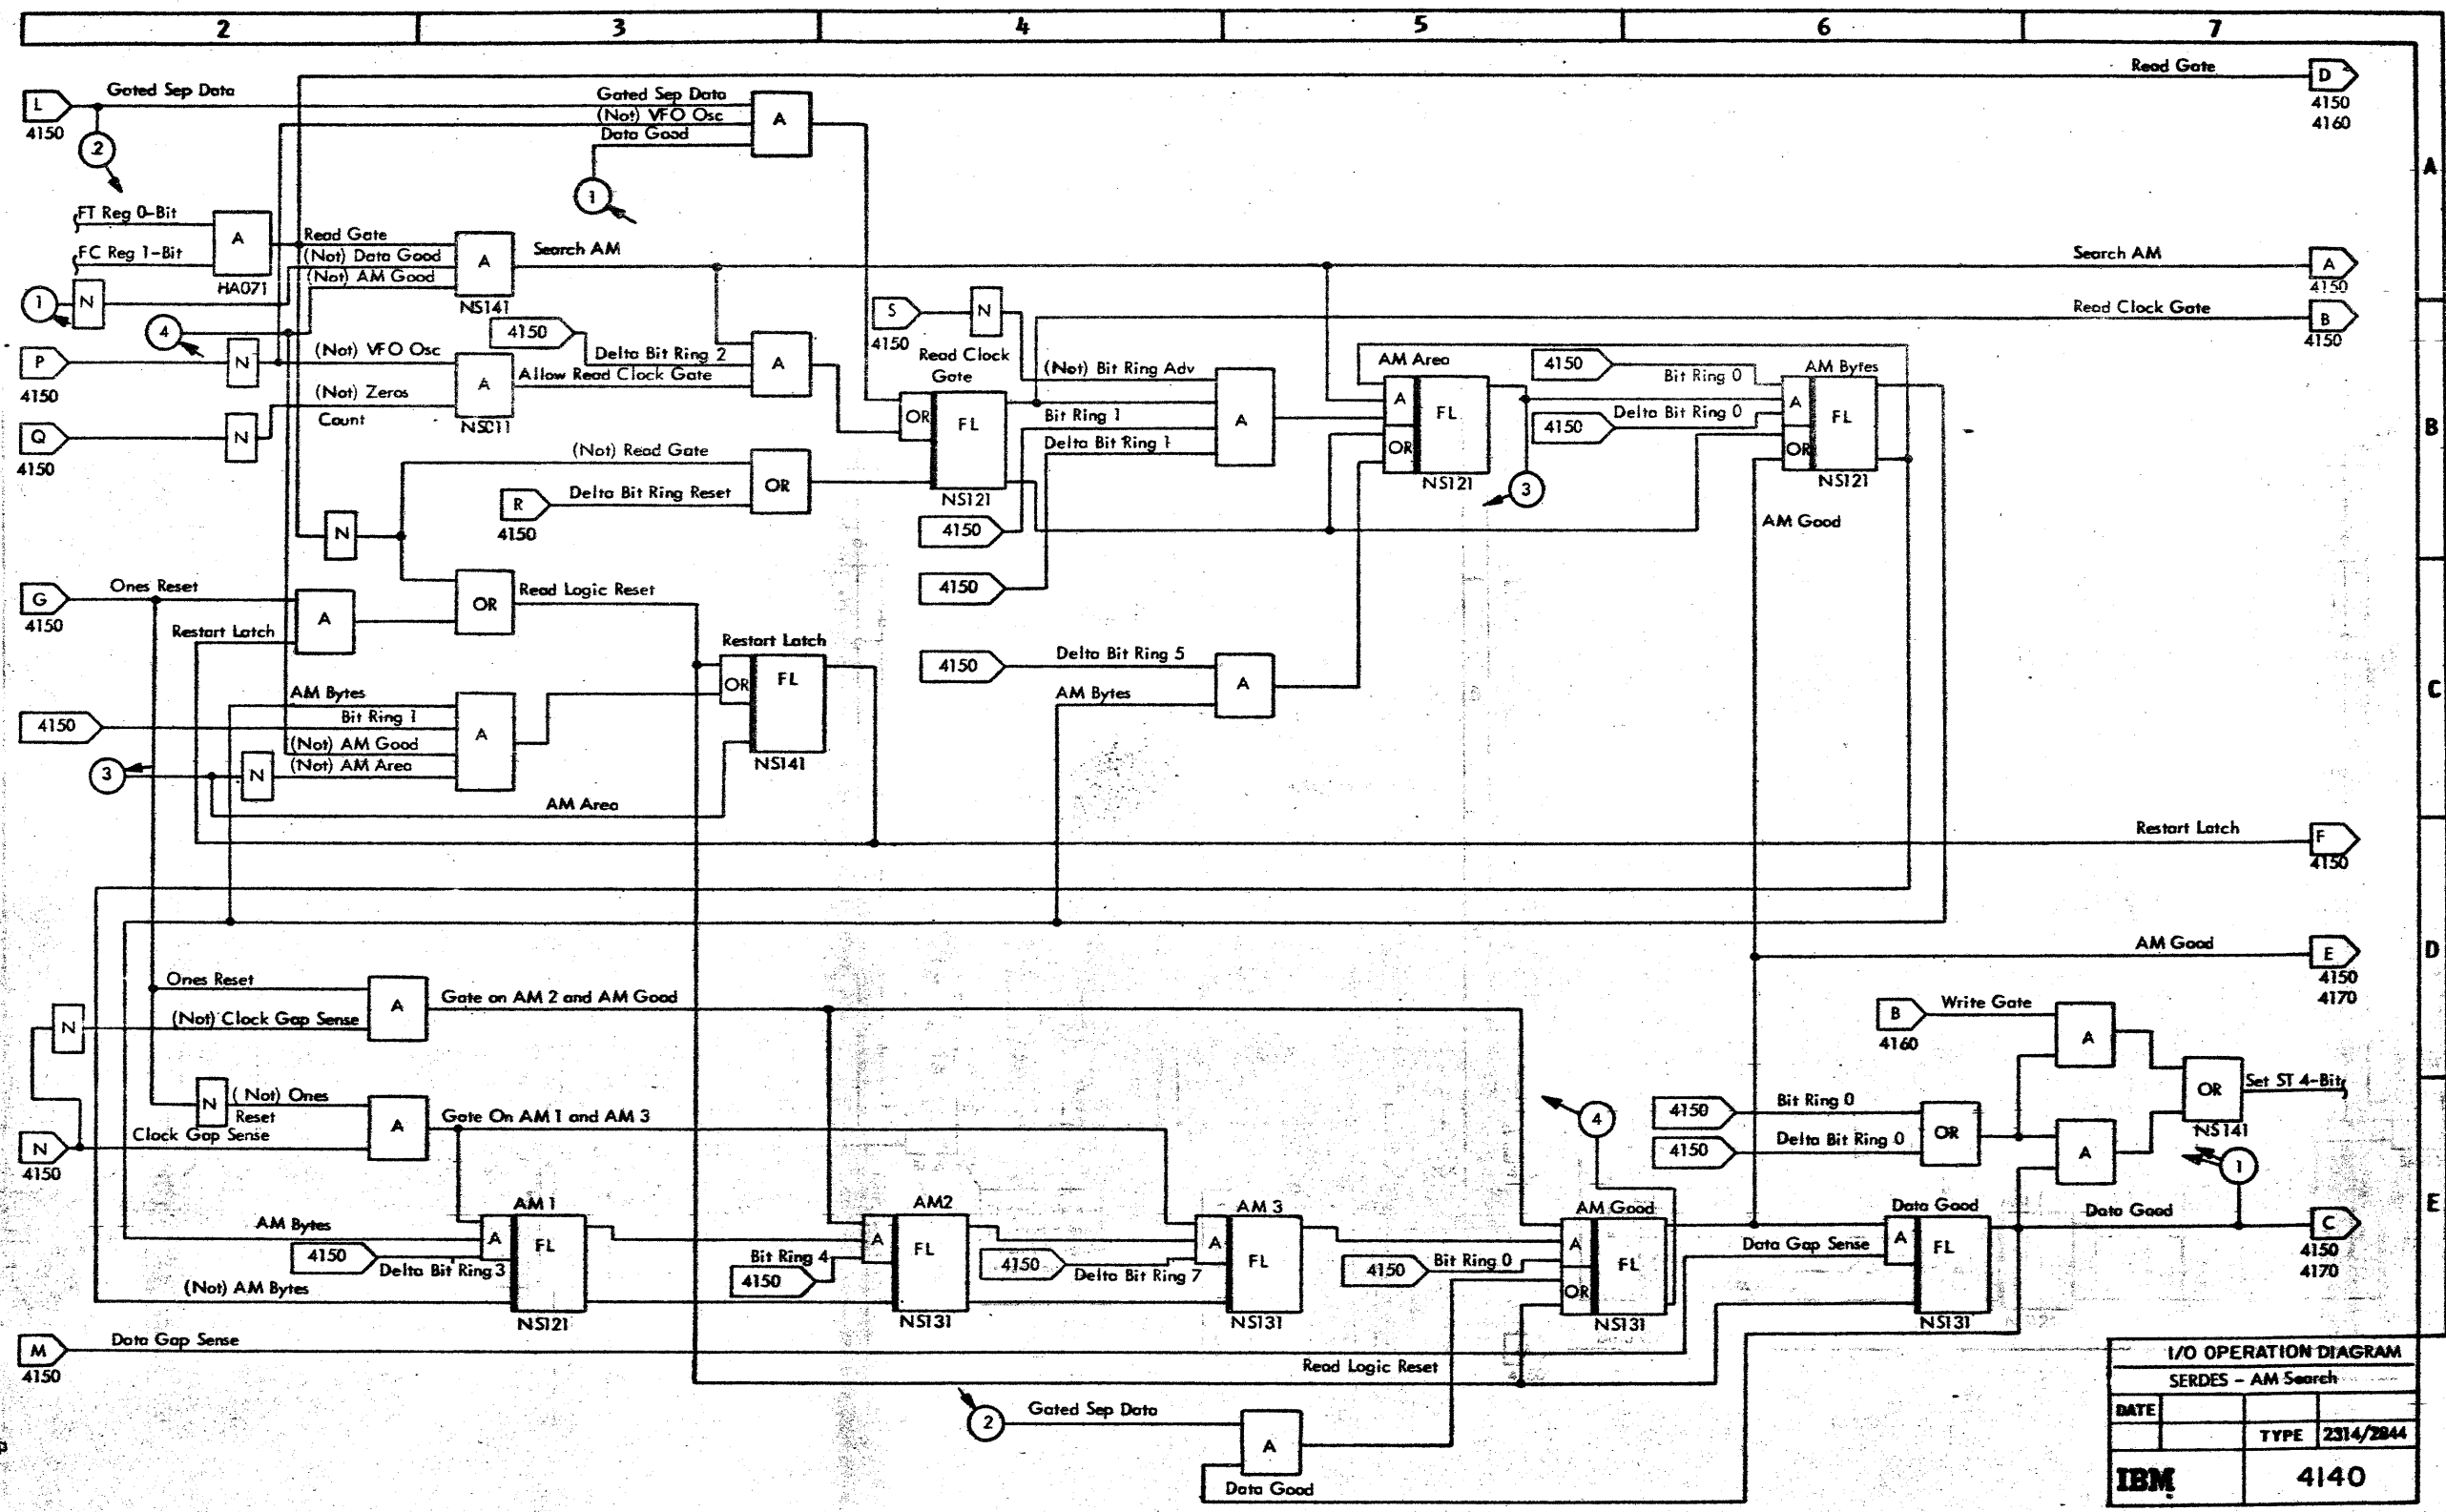 2 3 4 5 6 7
Read Gate
D
4150
4160
L
4150
Gated Sep Data
2
Gated Sep Data
(Not) VFO Osc
Data Good
A
1
A
FT Reg 0-Bit
FC Reg 1-Bit
A
HA071
Read Gate
(Not) Data Good
(Not) AM Good
A
NS141
Search AM
Search AM
A
4150
1
N
4
S
4150
N
Read Clock Gate
B
4150
P
4150
N
(Not) VFO Osc
(Not) Zeros
Count
A
NS011
4150
Delta Bit Ring 2
Allow Read Clock Gate
A
Q
4150
N
Read Clock
Gate
OR
FL
NS121
(Not) Bit Ring Adv
Bit Ring 1
Delta Bit Ring 1
A
AM Area
A
OR
FL
NS121
3
4150
Bit Ring 0
4150
Delta Bit Ring 0
AM Bytes
A
OR
FL
NS121
B
(Not) Read Gate
R
4150
Delta Bit Ring Reset
OR
N
4150
4150
AM Good
G
4150
Ones Reset
Restart Latch
A
OR
Read Logic Reset
Restart Latch
OR
FL
NS141
4150
Delta Bit Ring 5
AM Bytes
A
C
4150
AM Bytes
Bit Ring 1
(Not) AM Good
(Not) AM Area
A
3
N
AM Area
Restart Latch
F
4150
AM Good
E
4150
4170
D
Ones Reset
(Not) Clock Gap Sense
A
Gate on AM 2 and AM Good
N
B
4160
Write Gate
A
N
(Not) Ones
Reset
Clock Gap Sense
A
Gate On AM 1 and AM 3
N
4150
4
4150
Bit Ring 0
4150
Delta Bit Ring 0
OR
A
OR
NS141
Set ST 4-Bit
1
AM Bytes
4150
Delta Bit Ring 3
(Not) AM Bytes
AM 1
A
FL
NS121
Bit Ring 4
4150
AM2
A
FL
NS131
4150
Delta Bit Ring 7
AM 3
A
FL
NS131
4150
Bit Ring 0
AM Good
A
OR
FL
NS131
Data Gap Sense
Data Good
A
FL
NS131
Data Good
C
4150
4170
E
M
4150
Data Gap Sense
Read Logic Reset
2
Gated Sep Data
A
Data Good
I/O OPERATION DIAGRAM
SERDES - AM Search
DATE
TYPE 2314/2844
IBM 4140